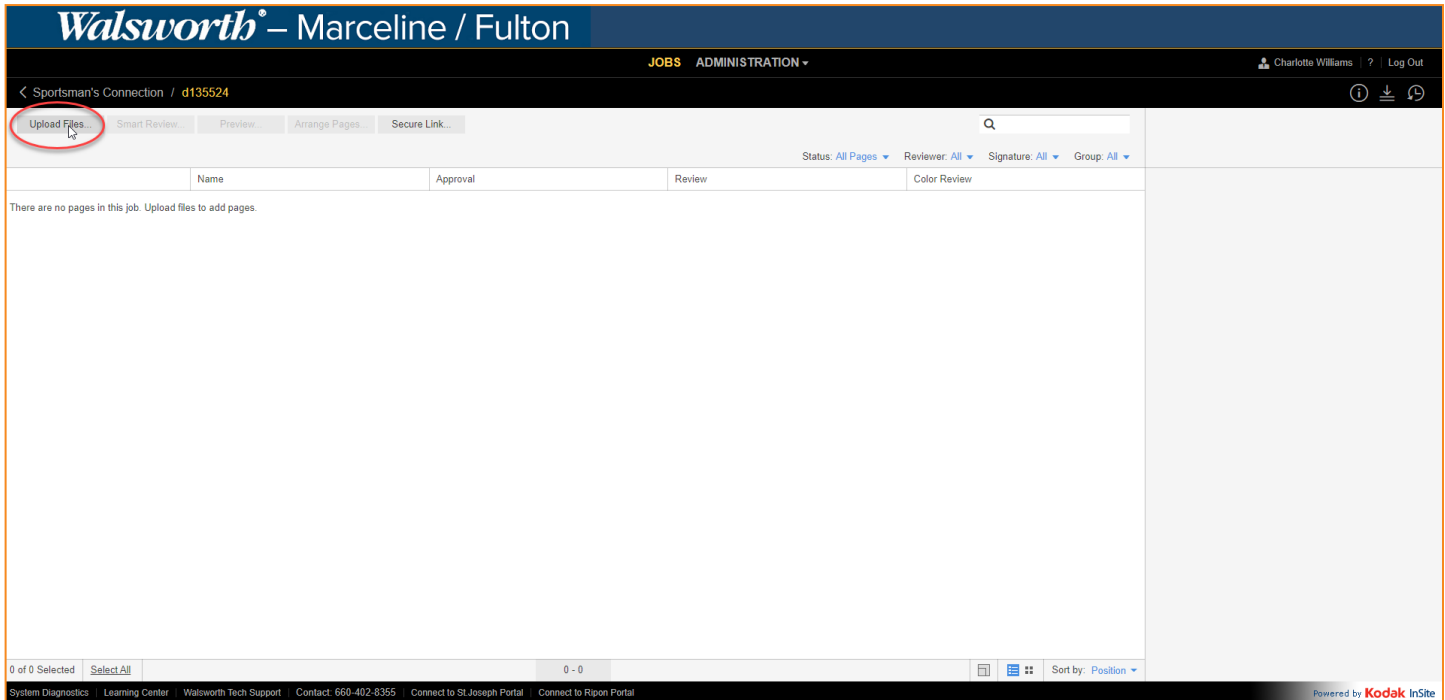 Walsworth® – Marceline / Fulton
JOBS ADMINISTRATION
Charlotte Williams | ? | Log Out
Sportsman's Connection / d135524
Upload Files... Smart Review... Preview... Arrange Pages... Secure Link...
Status: All Pages Reviewer: All Signature: All Group: All
Name Approval Review Color Review
There are no pages in this job. Upload files to add pages.
0 of 0 Selected Select All 0 - 0 Sort by: Position
System Diagnostics | Learning Center | Walsworth Tech Support | Contact: 660-402-8355 | Connect to St.Joseph Portal | Connect to Ripon Portal Powered by Kodak InSite